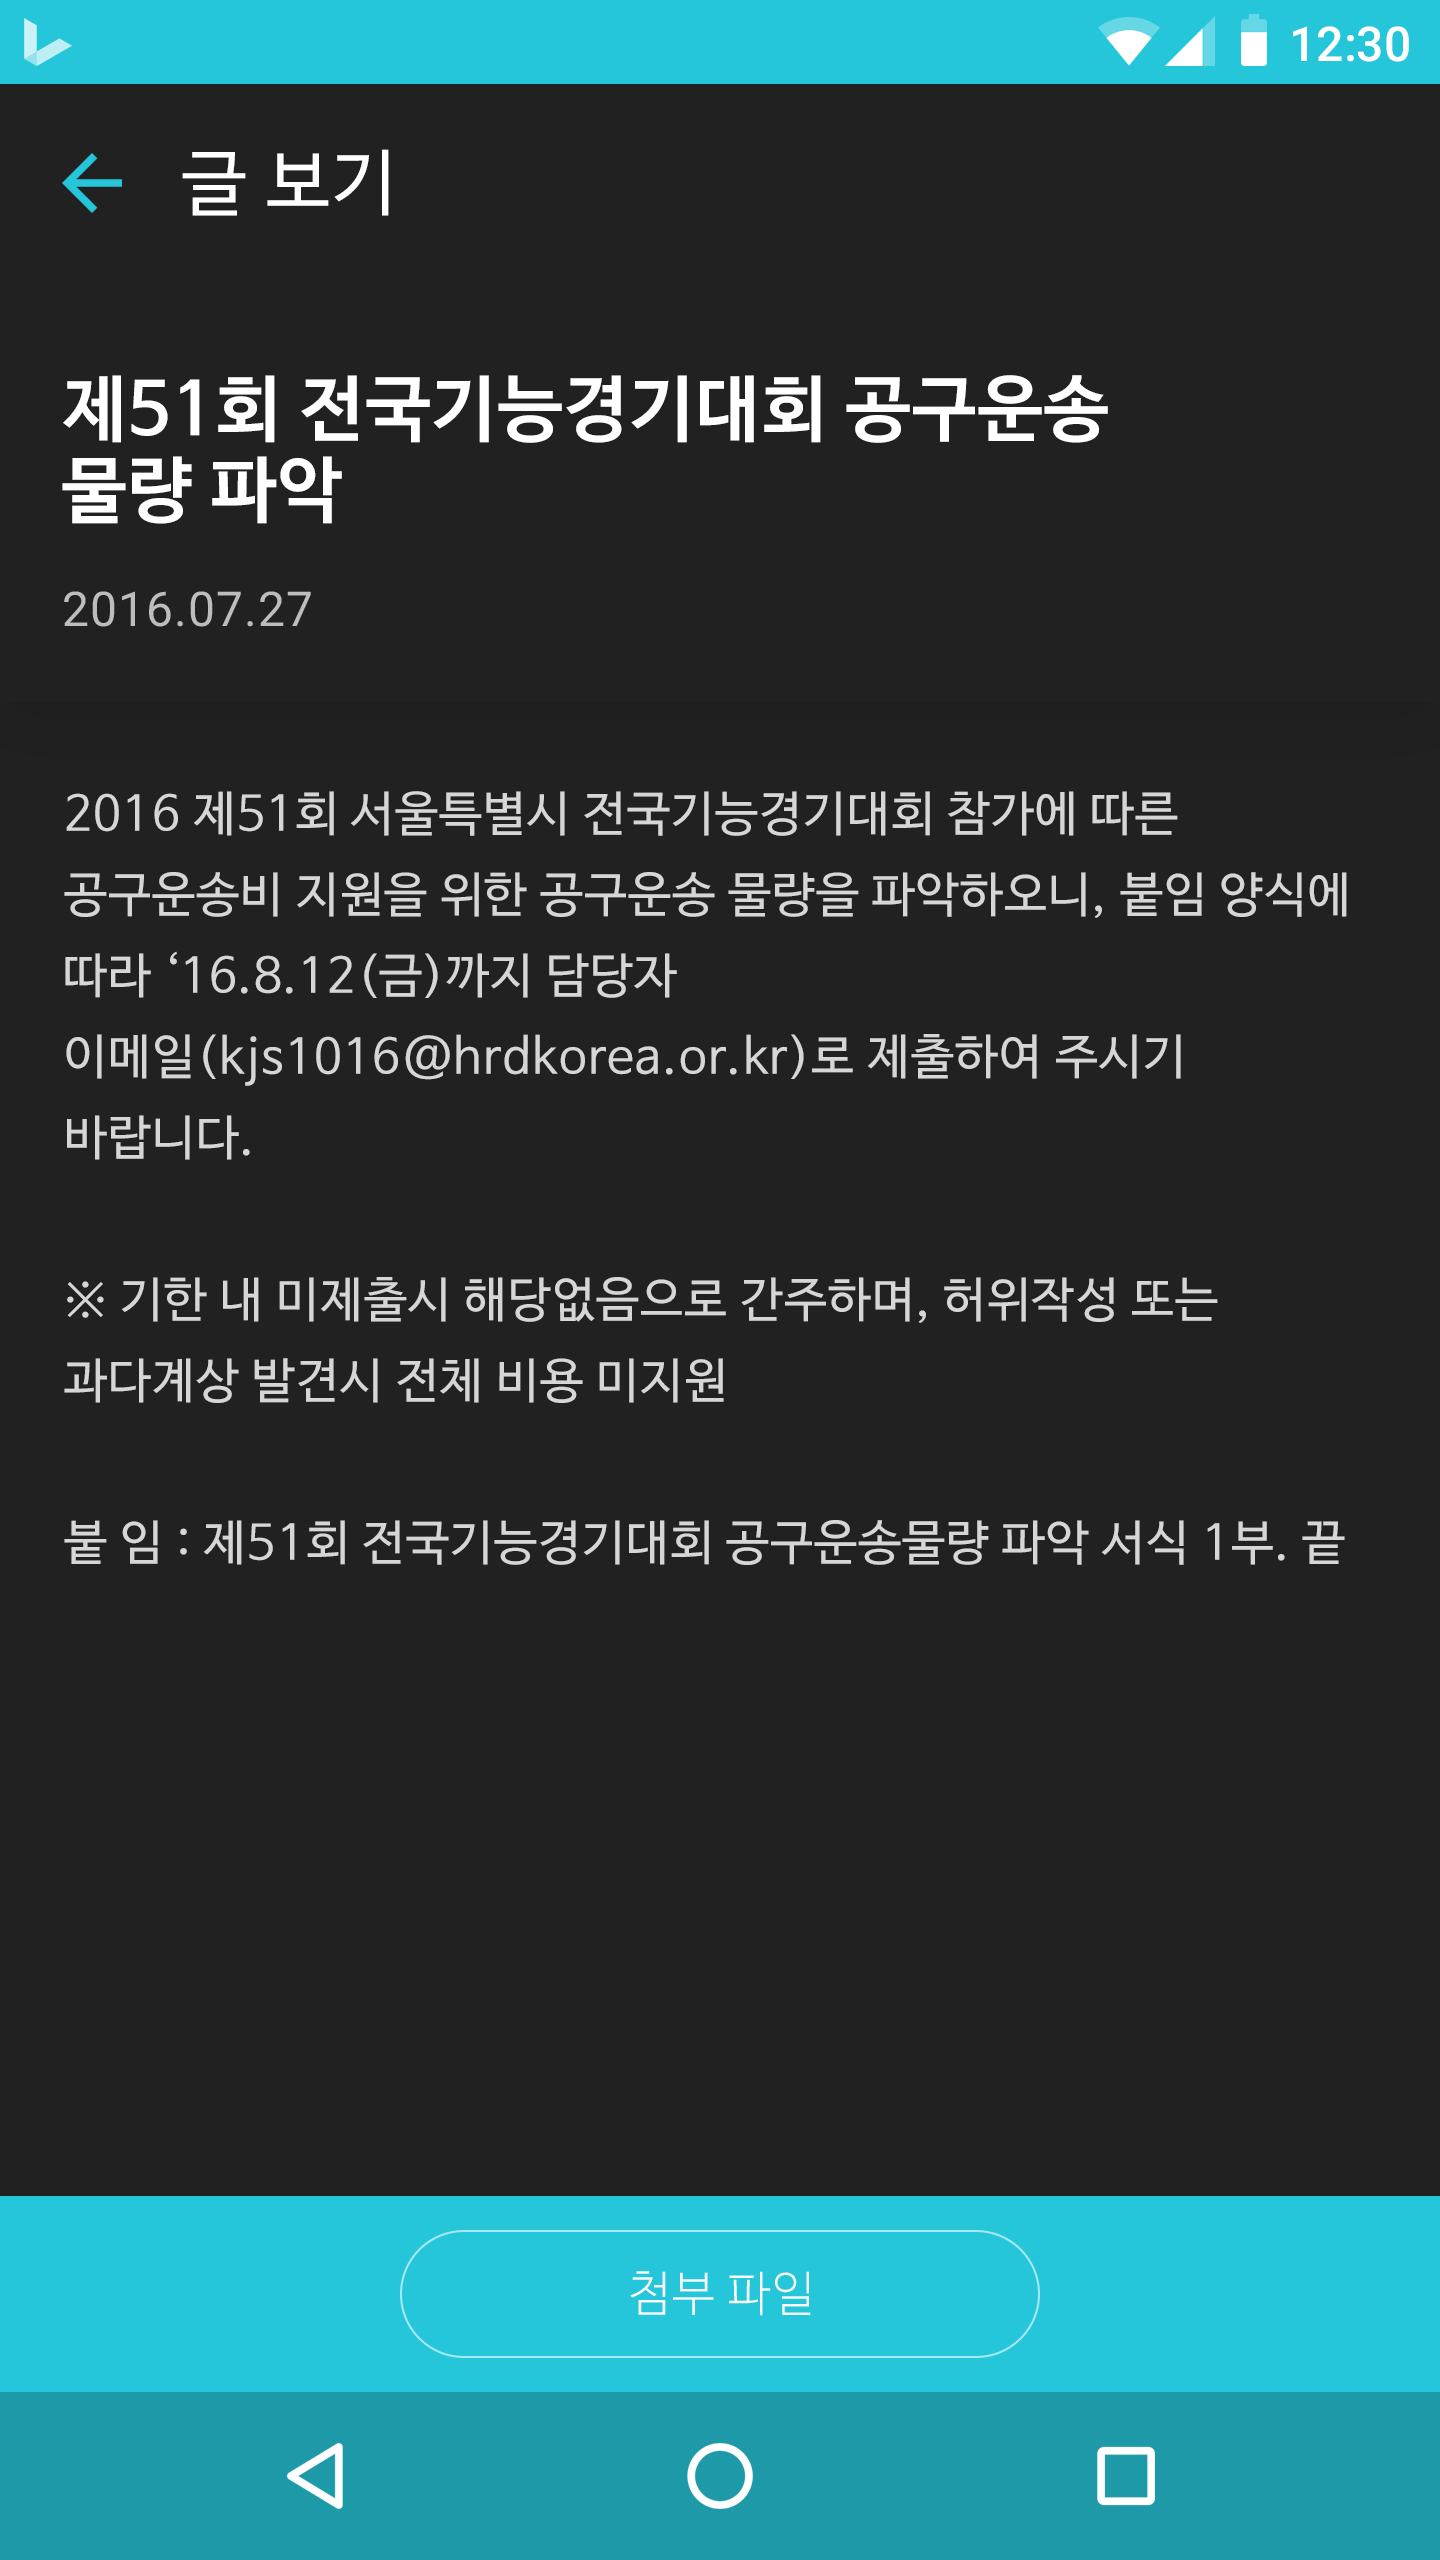 12:30
글 보기
제51회 전국기능경기대회 공구운송
물량 파악
2016.07.27
2016 제51회 서울특별시 전국기능경기대회 참가에 따른
공구운송비 지원을 위한 공구운송 물량을 파악하오니, 붙임 양식에
따라 ‘16.8.12(금)까지 담당자
이메일(kjs1016@hrdkorea.or.kr)로 제출하여 주시기
바랍니다.
※ 기한 내 미제출시 해당없음으로 간주하며, 허위작성 또는
과다계상 발견시 전체 비용 미지원
붙 임 : 제51회 전국기능경기대회 공구운송물량 파악 서식 1부. 끝
첨부 파일